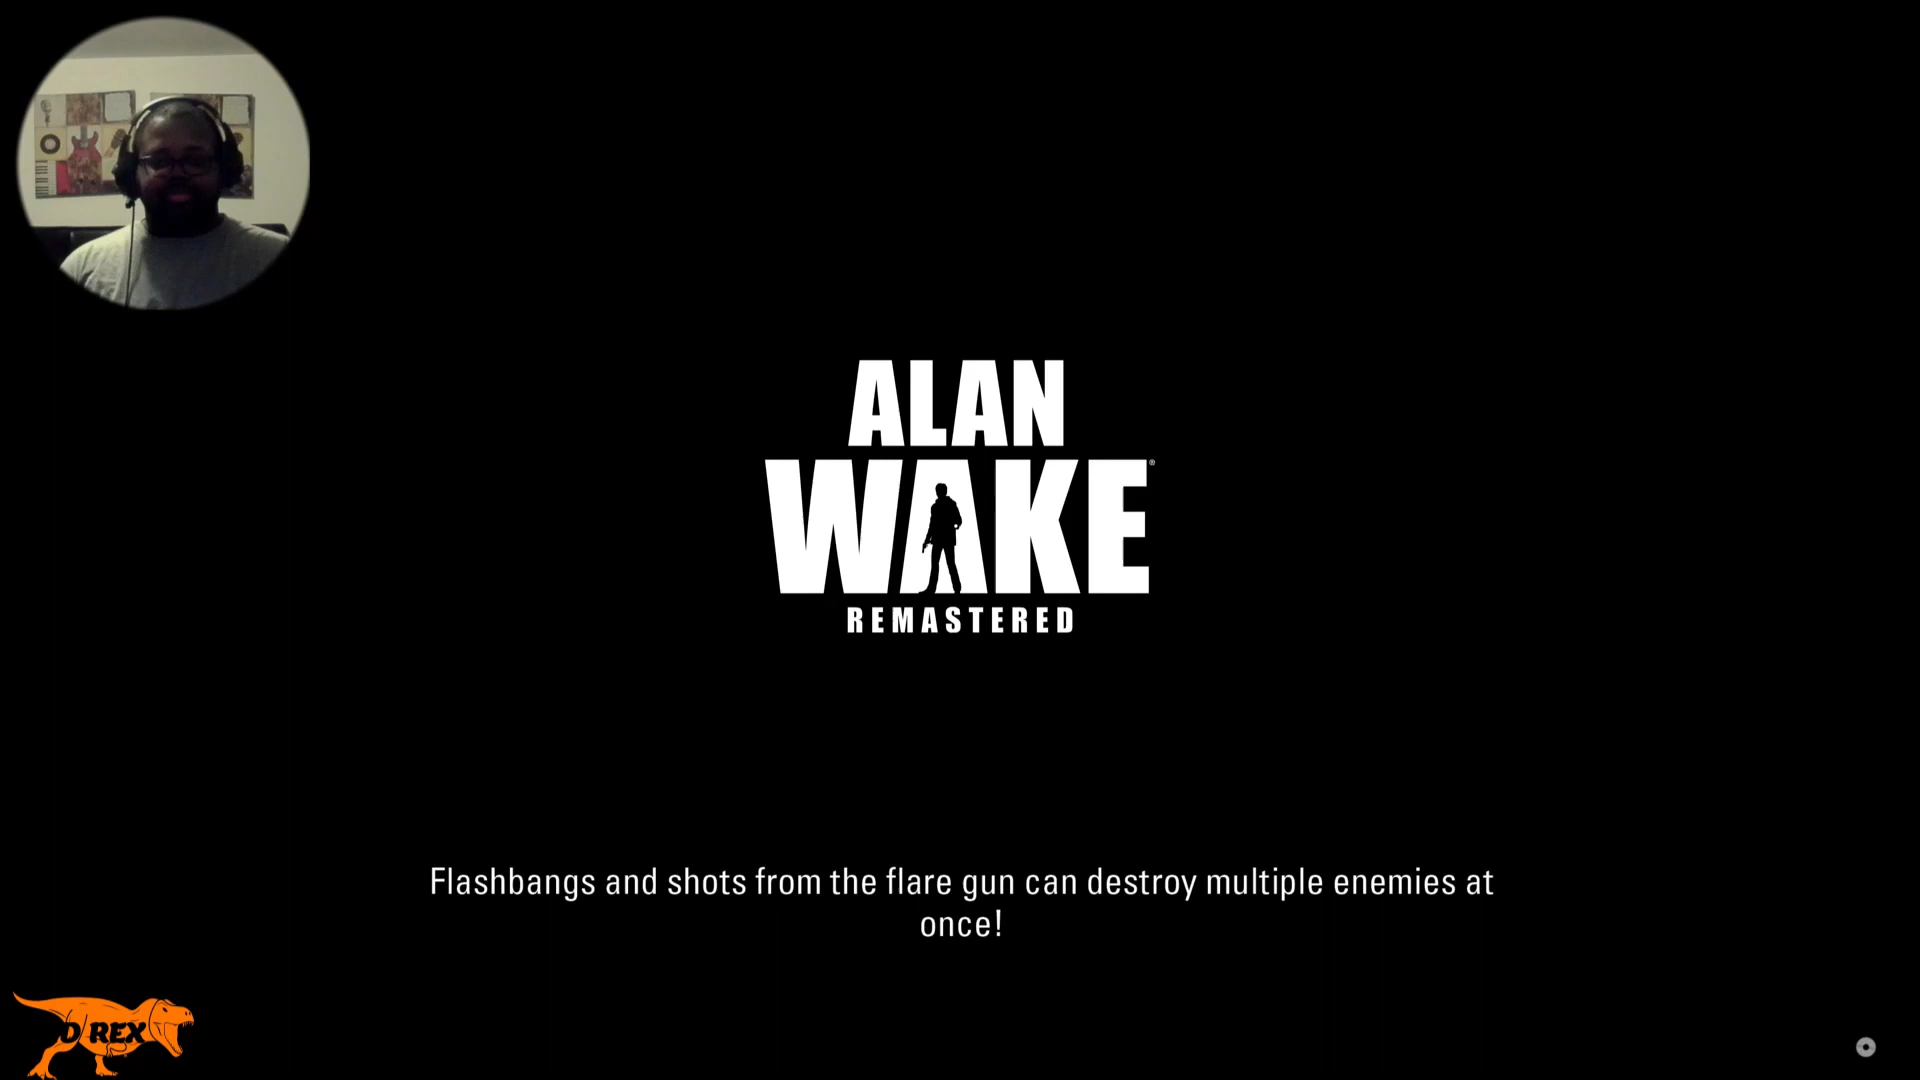 ALAN
WAKE®
REMASTERED
Flashbangs and shots from the flare gun can destroy multiple enemies at
once!
D REX